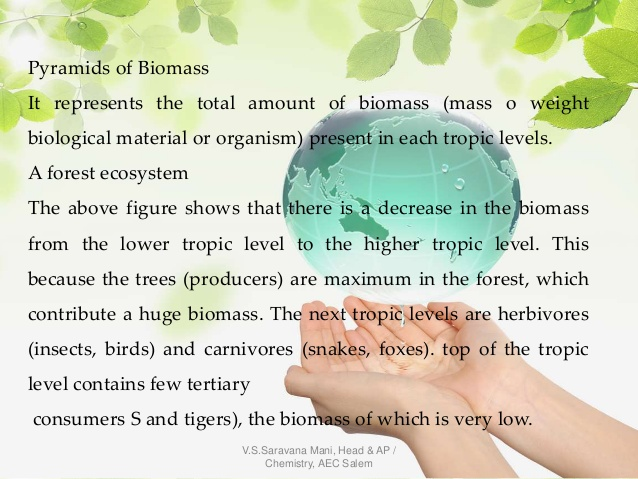 Pyramids of Biomass
It represents the total amount of biomass (mass o weight
biological material or organism) present in each tropic levels.
A forest ecosystem
The above figure shows that there is a decrease in the biomass
from the lower tropic level to the higher tropic level. This
because the trees (producers) are maximum in the forest, which
contribute a huge biomass. The next tropic levels are herbivores
(insects, birds) and carnivores (snakes, foxes). top of the tropic
level contains few tertiary
consumers S and tigers), the biomass of which is very low.
V.S.Saravana Mani, Head & AP /
Chemistry, AEC Salem